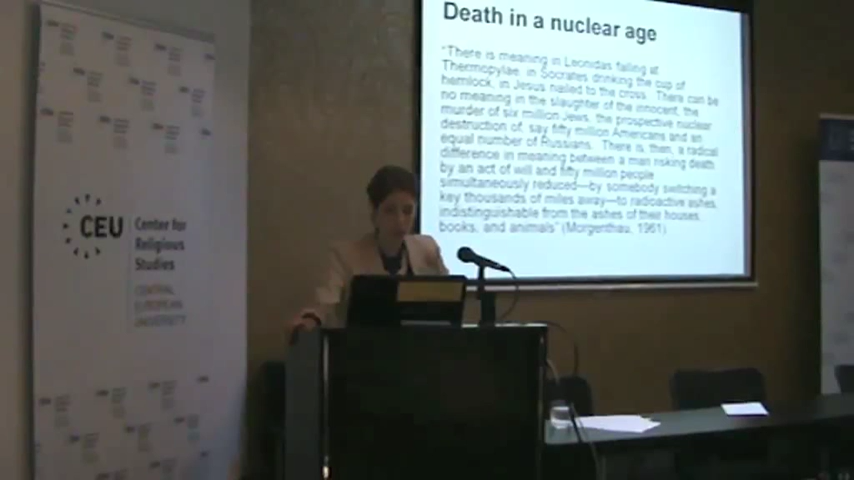 Death in a nuclear age
"There is meaning in Leonidas falling at
Thermopylae, in Socrates drinking the cup of
hemlock, in Jesus nailed to the cross. There can be
no meaning in the slaughter of the innocent, the
murder of six million Jews, the prospective nuclear
destruction of, say fifty million Americans and an
equal number of Russians. There is, then, a radical
difference in meaning between a man risking death
by an act of will and fifty million people
simultaneously reduced—by somebody switching a
key thousands of miles away—to radioactive ashes,
indistinguishable from the ashes of their houses,
books, and animals" (Morgenthau, 1961)
CEU
Center for
Religious
Studies
CENTRAL
EUROPEAN
UNIVERSITY